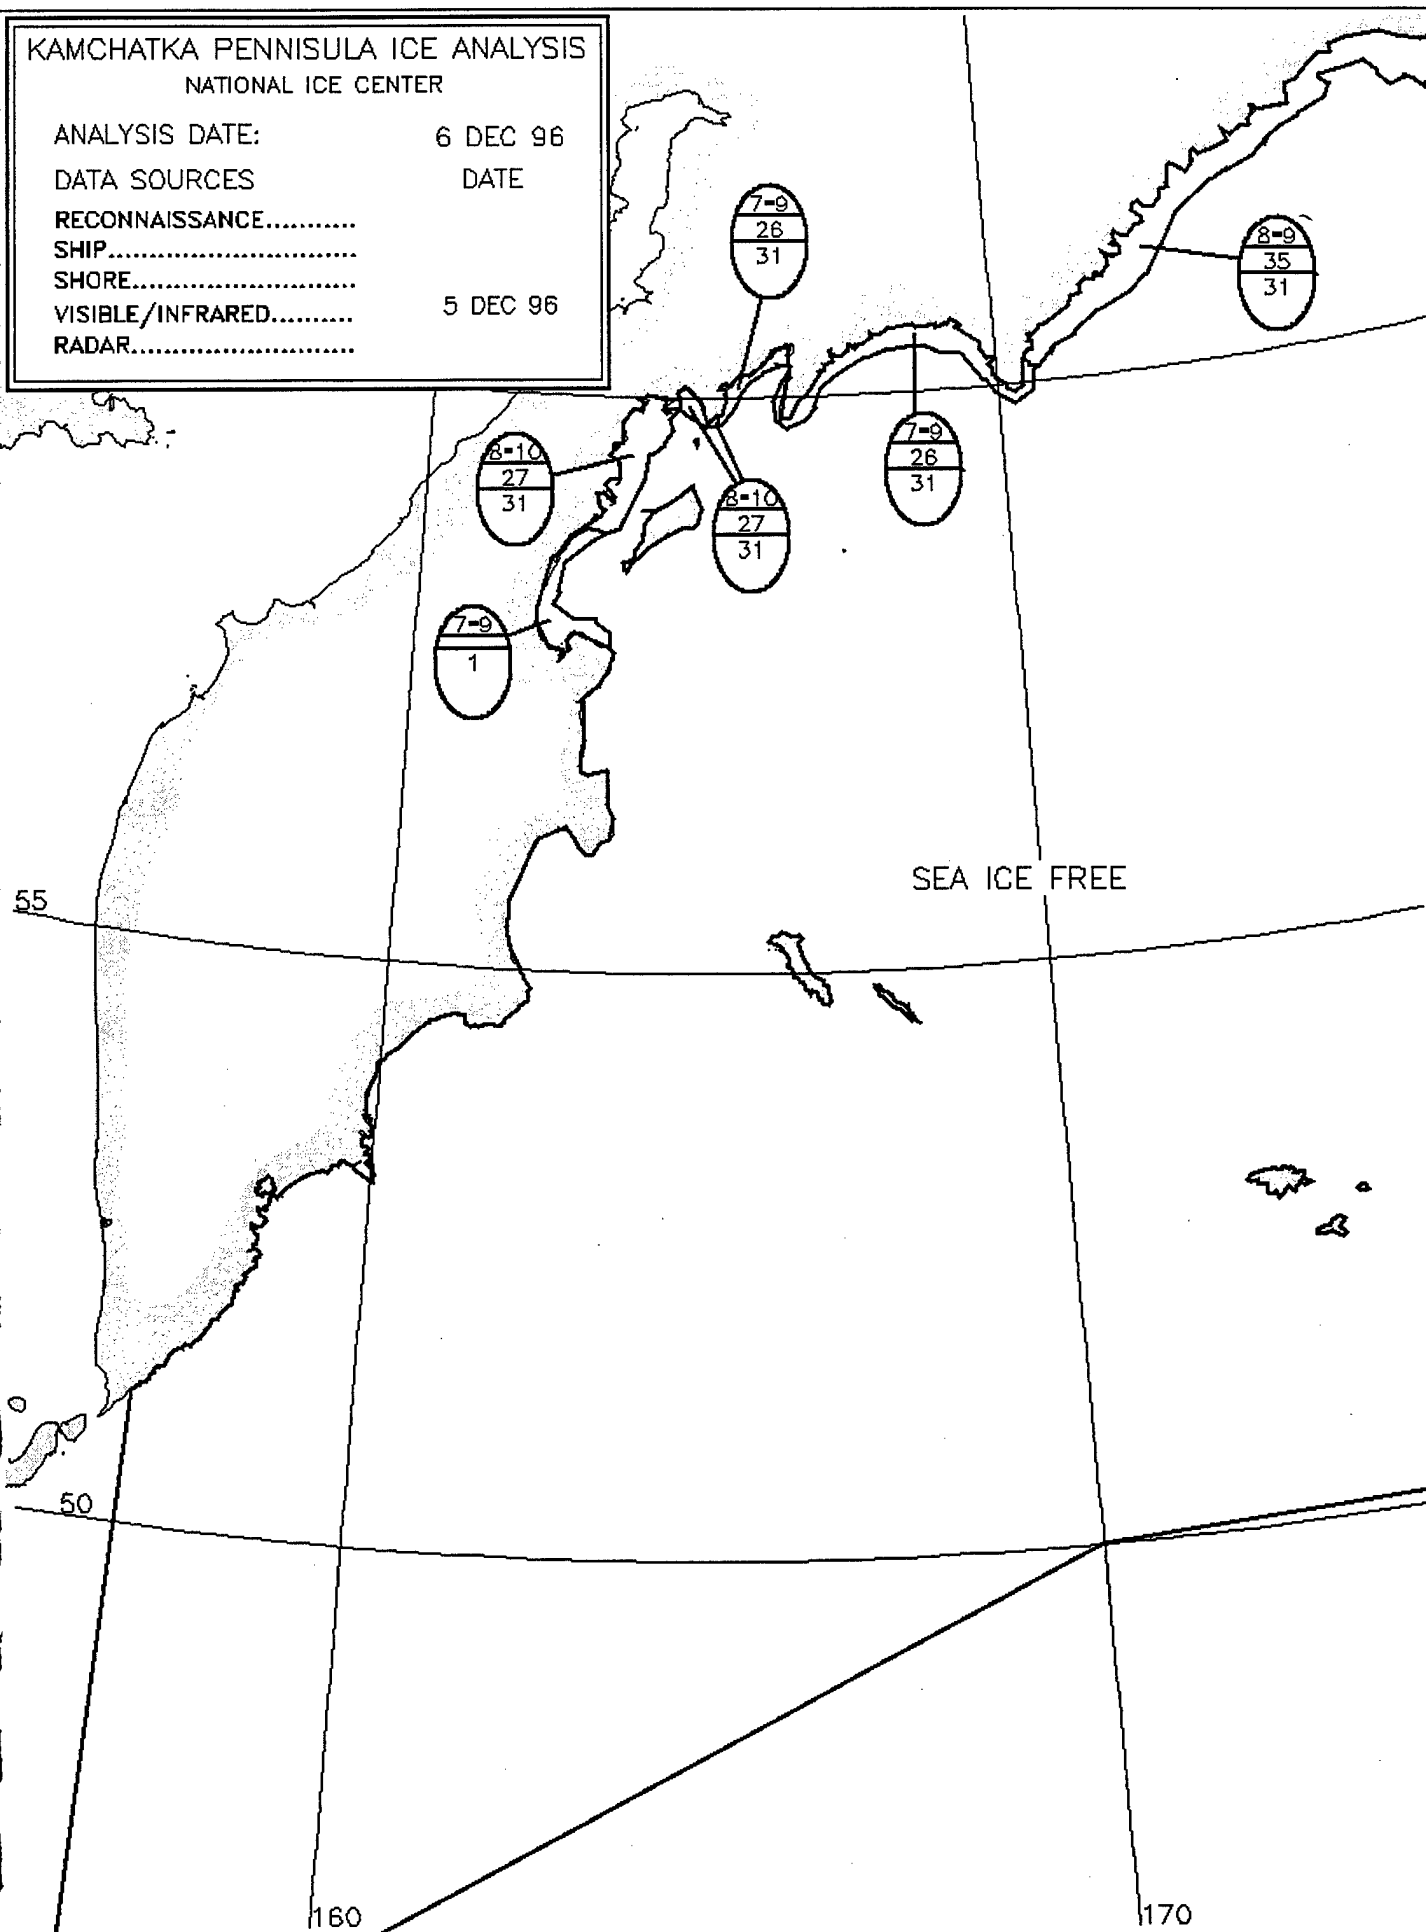 KAMCHATKA PENNISULA ICE ANALYSIS
NATIONAL ICE CENTER
ANALYSIS DATE: 6 DEC 96
DATA SOURCES DATE
RECONNAISSANCE...........
SHIP..............................
SHORE...........................
VISIBLE/INFRARED.......... 5 DEC 96
RADAR...........................
7-9
26
31
8-9
35
31
8-10
27
31
7-9
26
31
8-10
27
31
7-9
1
SEA ICE FREE
55
50
160
170